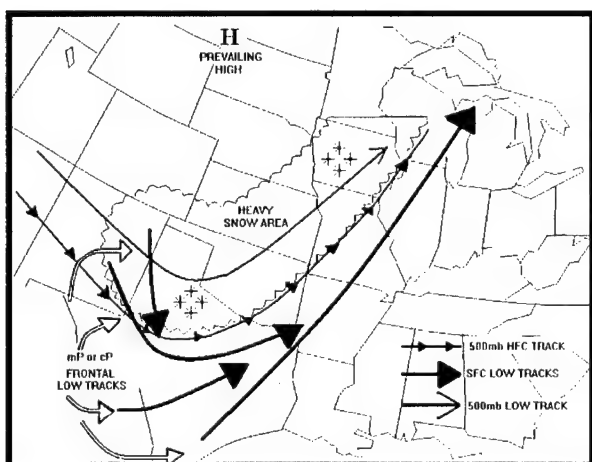 H
PREVAILING
HIGH
HEAVY
SNOW AREA
mP or cP
FRONTAL
LOW TRACKS
500mb HFC TRACK
SFC LOW TRACKS
500mb LOW TRACK